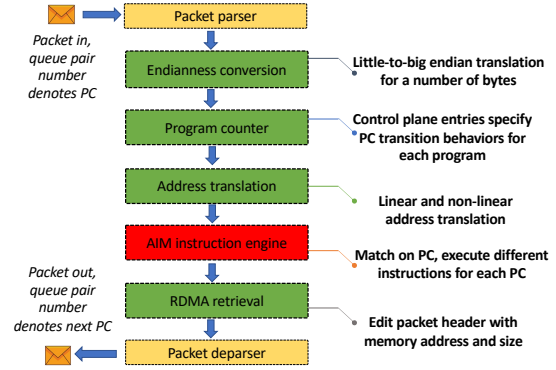 Packet parser
Packet in,
queue pair
number
denotes PC
Endianness conversion
Little-to-big endian translation
for a number of bytes
Program counter
Control plane entries specify
PC transition behaviors for
each program
Address translation
Linear and non-linear
address translation
AIM instruction engine
Match on PC, execute different
instructions for each PC
Packet out,
queue pair
number
denotes next PC
RDMA retrieval
Edit packet header with
memory address and size
Packet deparser